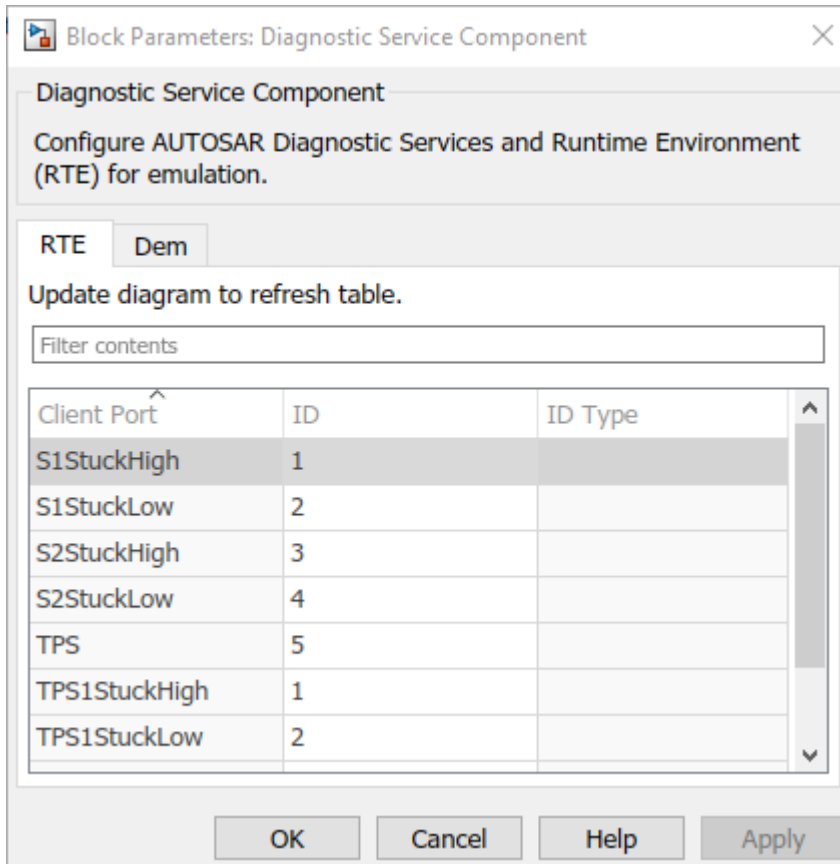 Block Parameters: Diagnostic Service Component
Diagnostic Service Component
Configure AUTOSAR Diagnostic Services and Runtime Environment
(RTE) for emulation.
RTE Dem
Update diagram to refresh table.
Filter contents
Client Port ID ID Type
S1StuckHigh 1
S1StuckLow 2
S2StuckHigh 3
S2StuckLow 4
TPS 5
TPS1StuckHigh 1
TPS1StuckLow 2
OK Cancel Help Apply